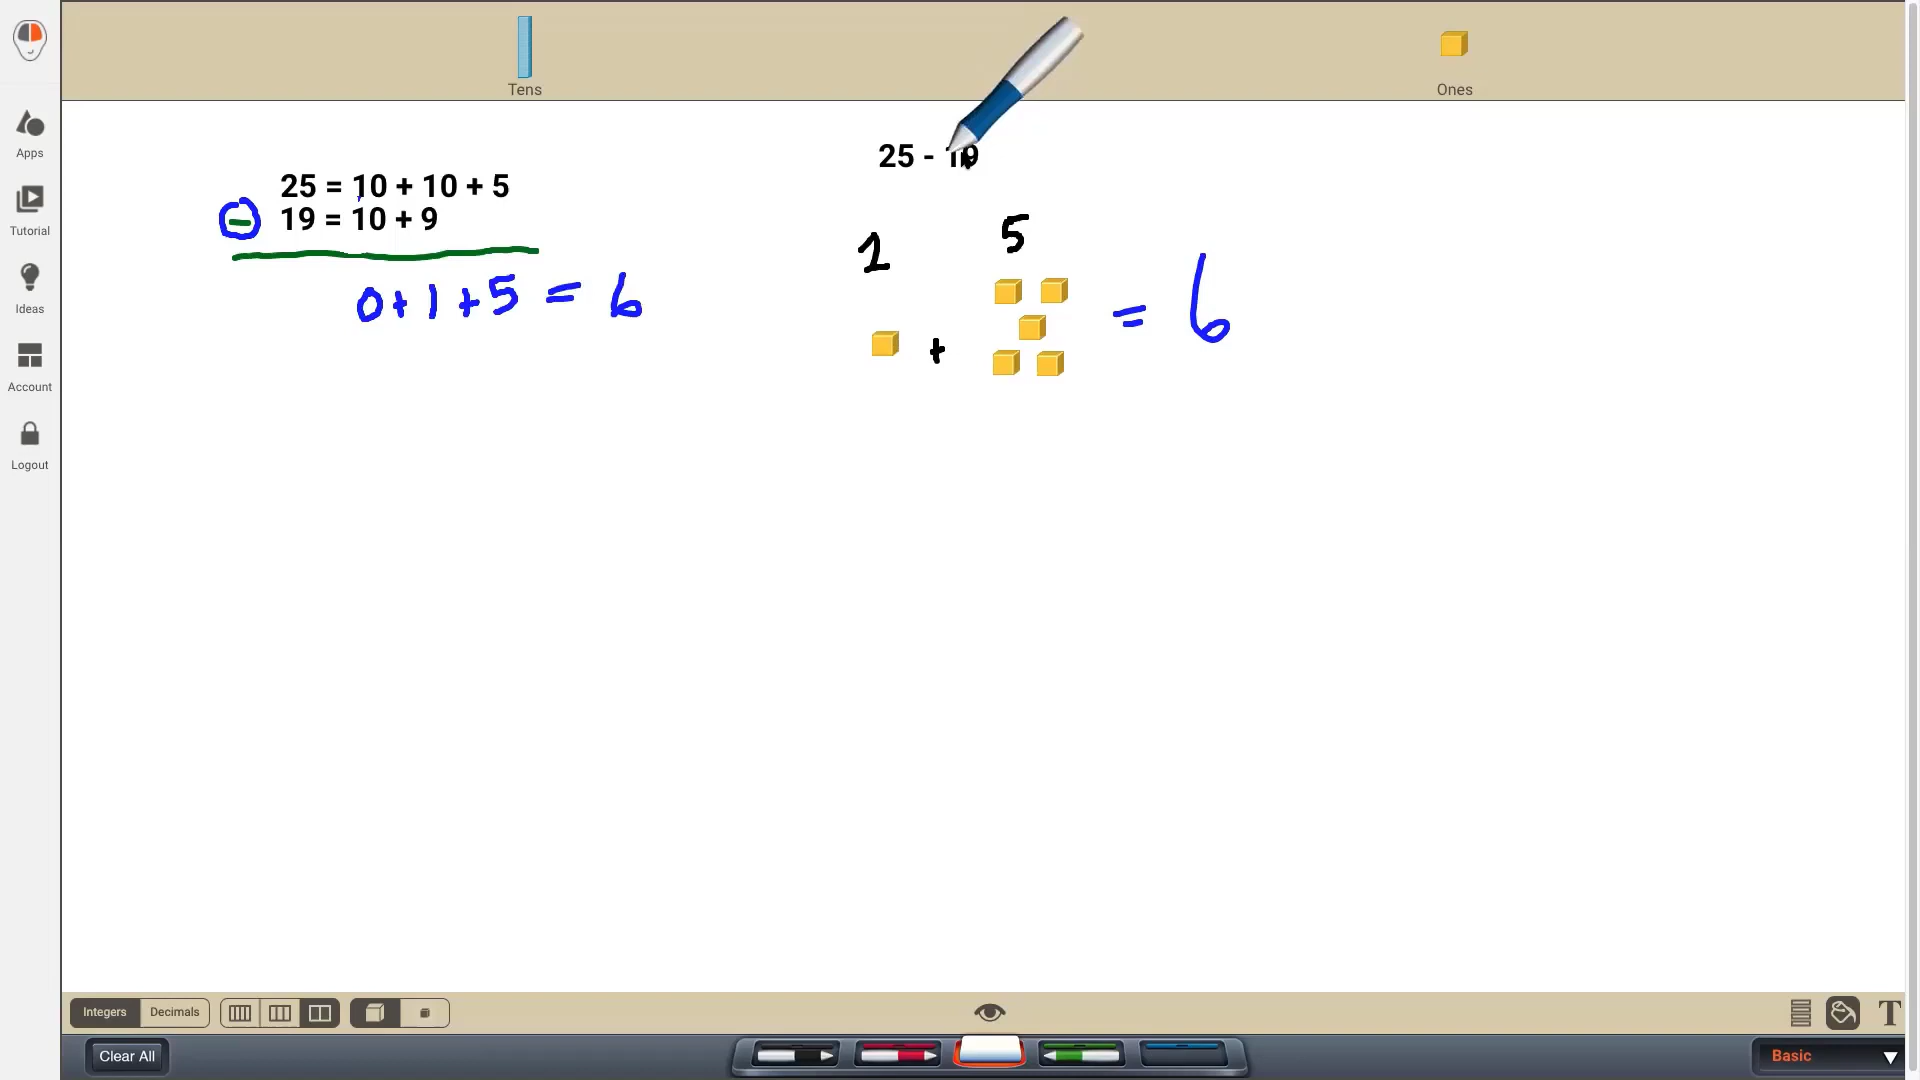 Tens
Ones
Apps
Tutorial
Ideas
Account
Logout
25 = 10 + 10 + 5
- 19 = 10 + 9
0 + 1 + 5 = 6
25 - 19
1 5
+ = 6
Integers
Decimals
T
Clear All
Basic